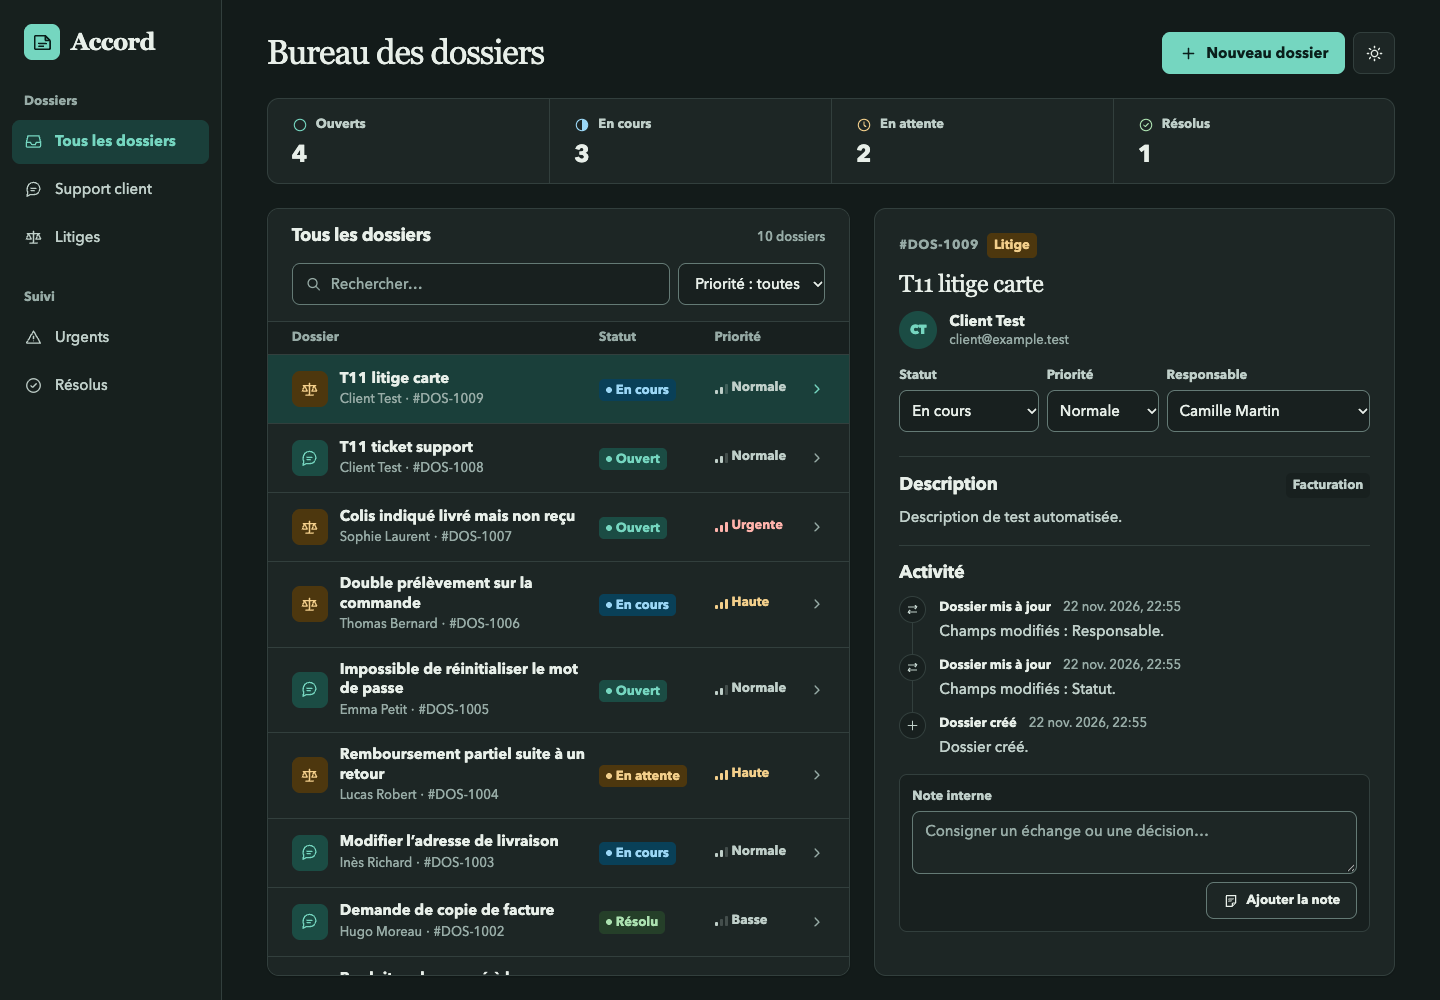 Accord
Dossiers
Tous les dossiers
Support client
Litiges
Suivi
Urgents
Résolus
Bureau des dossiers
Nouveau dossier
Ouverts
4
En cours
3
En attente
2
Résolus
1
Tous les dossiers
10 dossiers
Rechercher…
Priorité : toutes
Dossier Statut Priorité
T11 litige carte
Client Test · #DOS-1009
En cours
Normale
T11 ticket support
Client Test · #DOS-1008
Ouvert
Normale
Colis indiqué livré mais non reçu
Sophie Laurent · #DOS-1007
Ouvert
Urgente
Double prélèvement sur la
commande
Thomas Bernard · #DOS-1006
En cours
Haute
Impossible de réinitialiser le mot
de passe
Emma Petit · #DOS-1005
Ouvert
Normale
Remboursement partiel suite à un
retour
Lucas Robert · #DOS-1004
En attente
Haute
Modifier l’adresse de livraison
Inès Richard · #DOS-1003
En cours
Normale
Demande de copie de facture
Hugo Moreau · #DOS-1002
Résolu
Basse
#DOS-1009 Litige
T11 litige carte
CT
Client Test
client@example.test
Statut Priorité Responsable
En cours Normale Camille Martin
Description
Facturation
Description de test automatisée.
Activité
Dossier mis à jour 22 nov. 2026, 22:55
Champs modifiés : Responsable.
Dossier mis à jour 22 nov. 2026, 22:55
Champs modifiés : Statut.
Dossier créé 22 nov. 2026, 22:55
Dossier créé.
Note interne
Consigner un échange ou une décision…
Ajouter la note